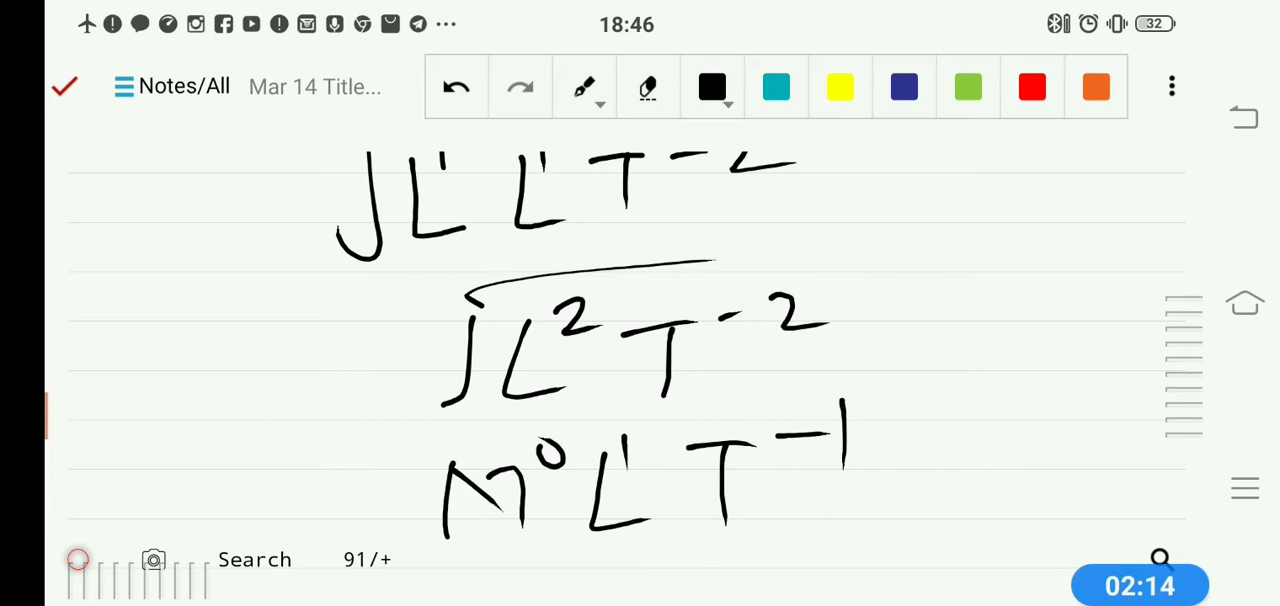 18:46
32
Notes/All Mar 14 Title...
√L¹ L¹ T⁻²
√L² T⁻²
M⁰ L¹ T⁻¹
Search 91/+
02:14